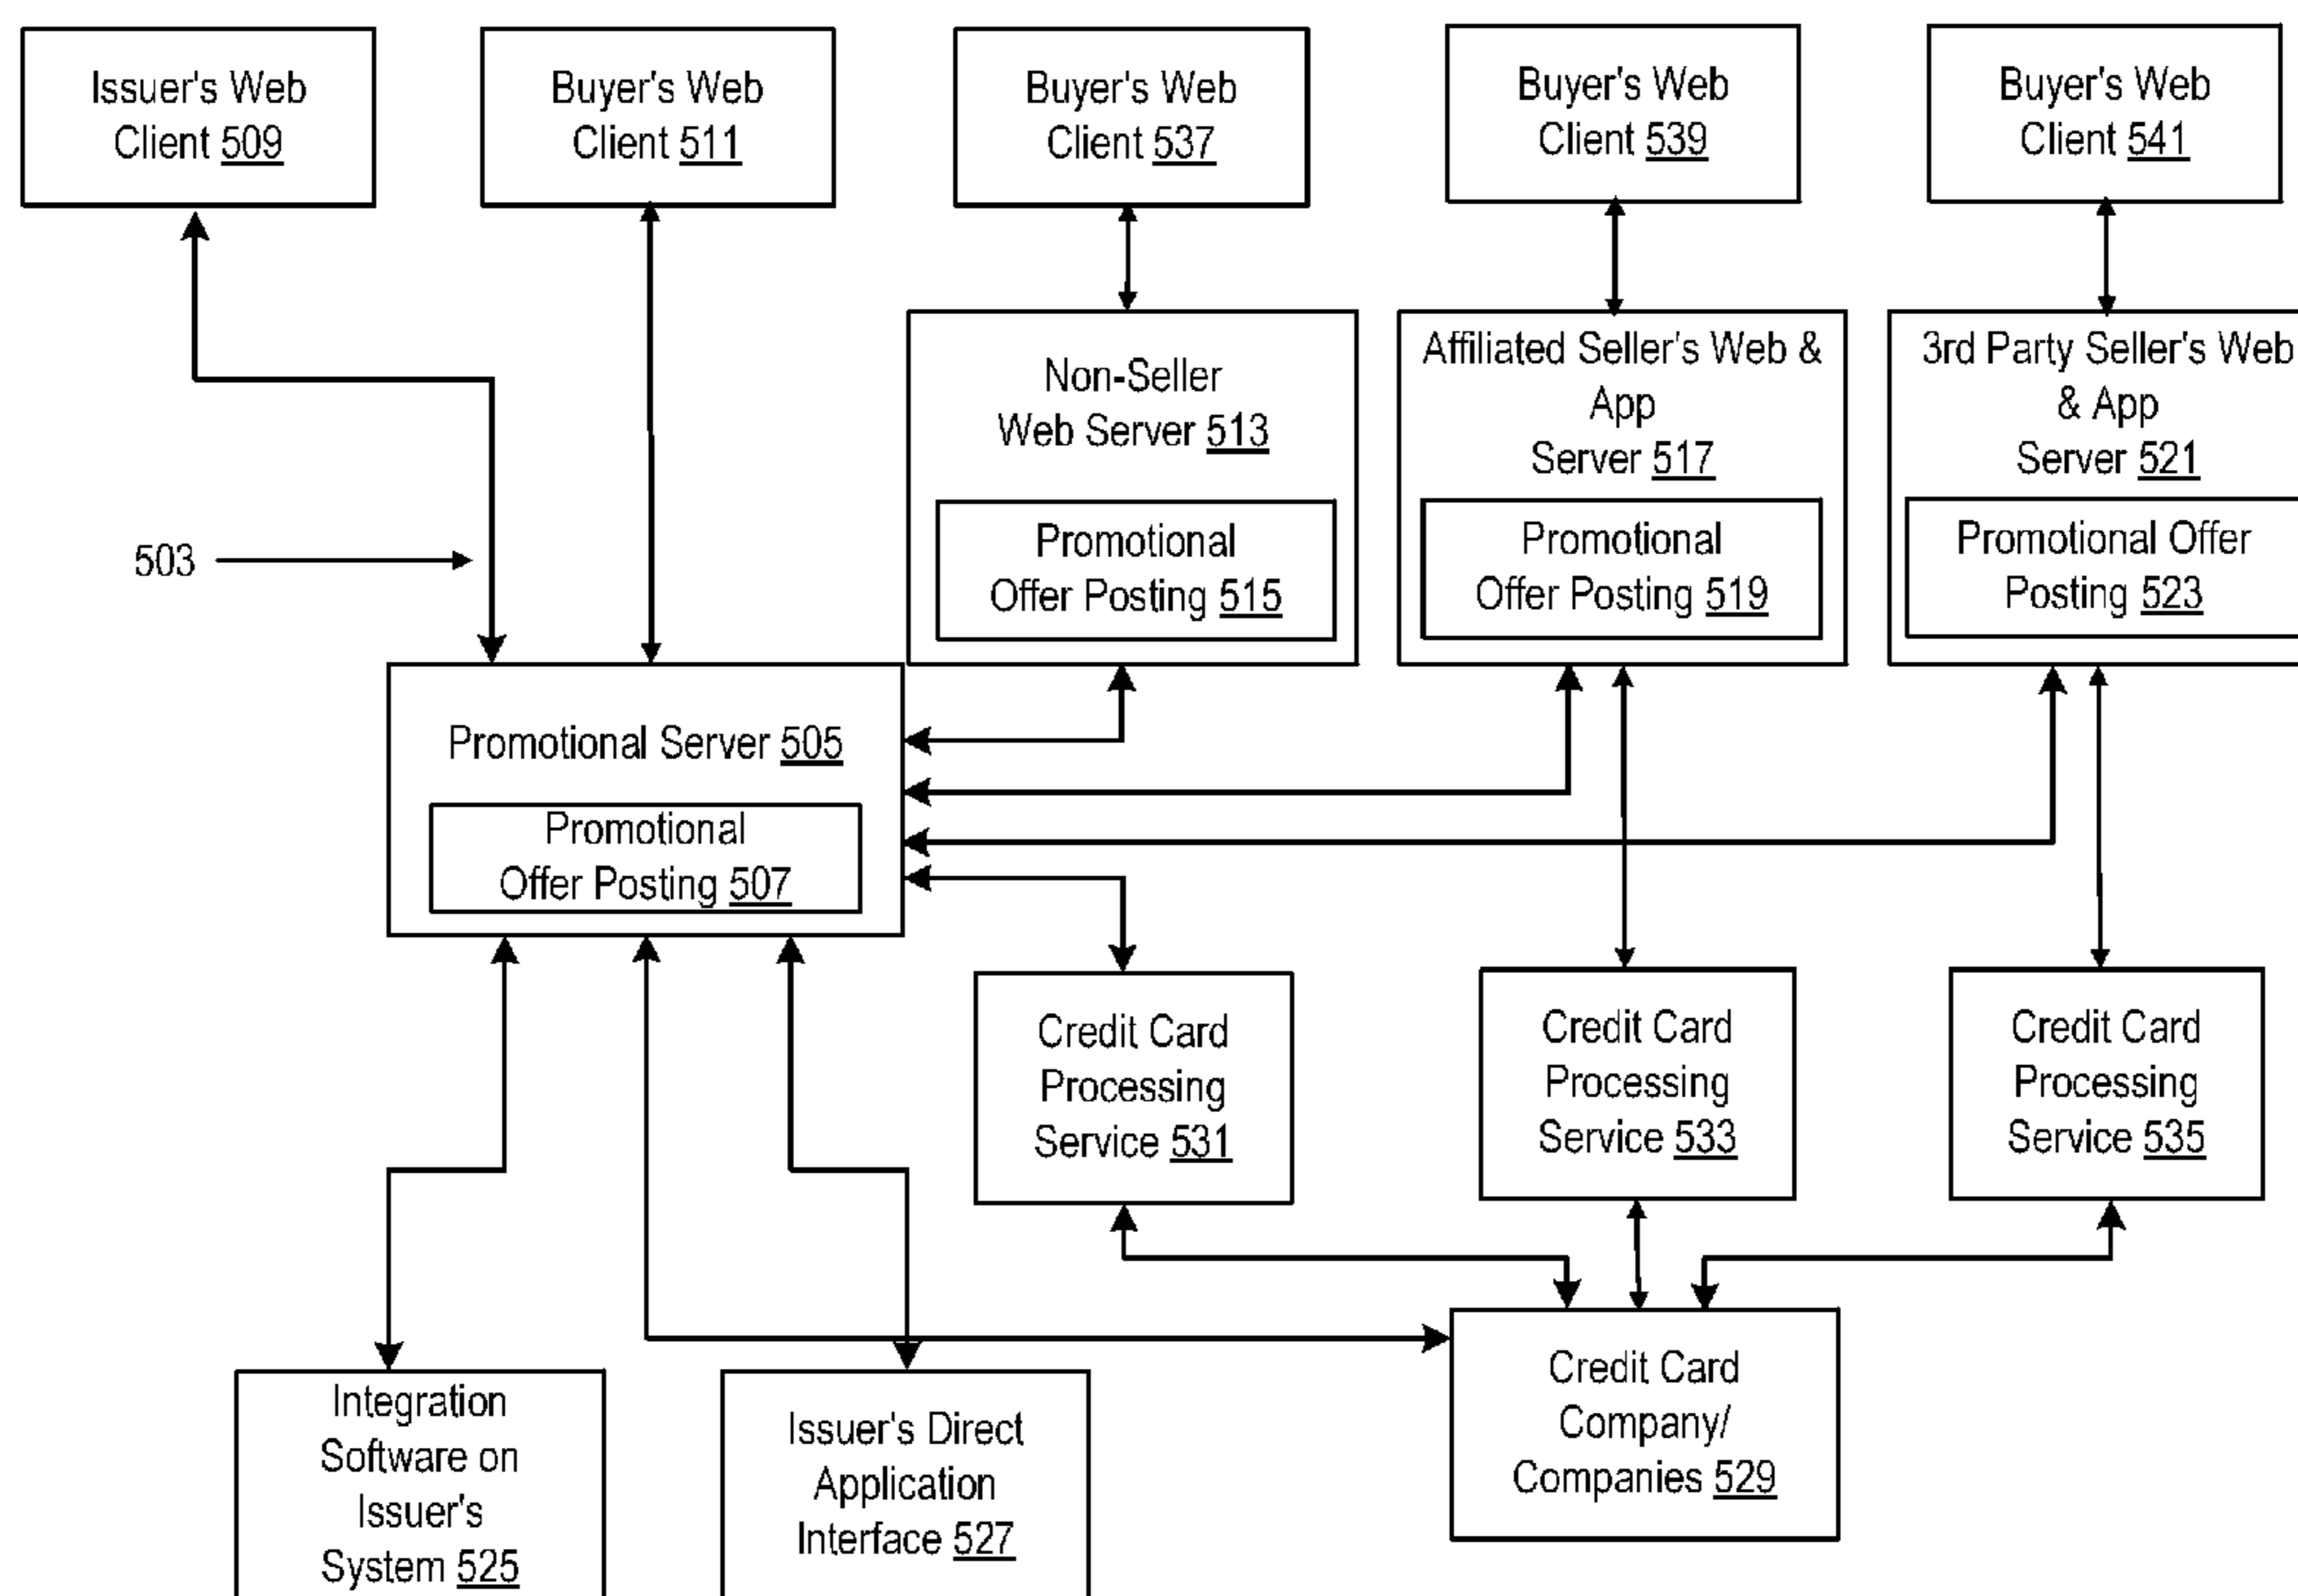 Issuer's Web
Client 509
Buyer's Web
Client 511
Buyer's Web
Client 537
Buyer's Web
Client 539
Buyer's Web
Client 541
Non-Seller
Web Server 513
Promotional
Offer Posting 515
Affiliated Seller's Web &
App
Server 517
Promotional
Offer Posting 519
3rd Party Seller's Web
& App
Server 521
Promotional Offer
Posting 523
503
Promotional Server 505
Promotional
Offer Posting 507
Credit Card
Processing
Service 531
Credit Card
Processing
Service 533
Credit Card
Processing
Service 535
Integration
Software on
Issuer's
System 525
Issuer's Direct
Application
Interface 527
Credit Card
Company/
Companies 529